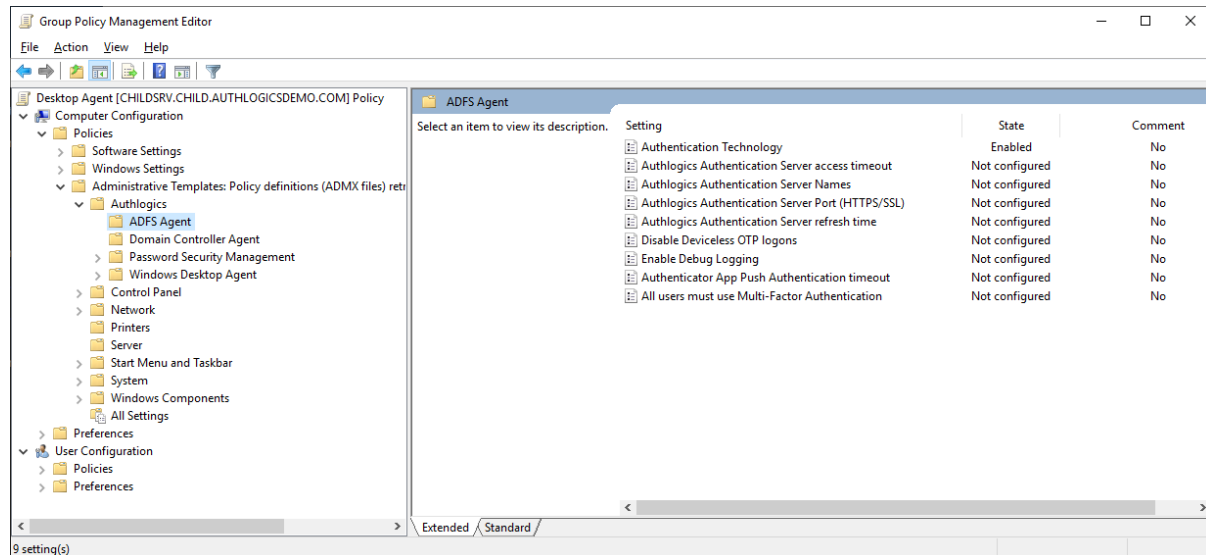 Group Policy Management Editor
File Action View Help
Desktop Agent [CHILDSRV.CHILD.AUTHLOGICSDEMO.COM] Policy
Computer Configuration
Policies
Software Settings
Windows Settings
Administrative Templates: Policy definitions (ADMX files) retr
Authlogics
ADFS Agent
Domain Controller Agent
Password Security Management
Windows Desktop Agent
Control Panel
Network
Printers
Server
Start Menu and Taskbar
System
Windows Components
All Settings
Preferences
User Configuration
Policies
Preferences
ADFS Agent
Select an item to view its description.
Setting State Comment
Authentication Technology Enabled No
Authlogics Authentication Server access timeout Not configured No
Authlogics Authentication Server Names Not configured No
Authlogics Authentication Server Port (HTTPS/SSL) Not configured No
Authlogics Authentication Server refresh time Not configured No
Disable Deviceless OTP logons Not configured No
Enable Debug Logging Not configured No
Authenticator App Push Authentication timeout Not configured No
All users must use Multi-Factor Authentication Not configured No
Extended Standard
9 setting(s)